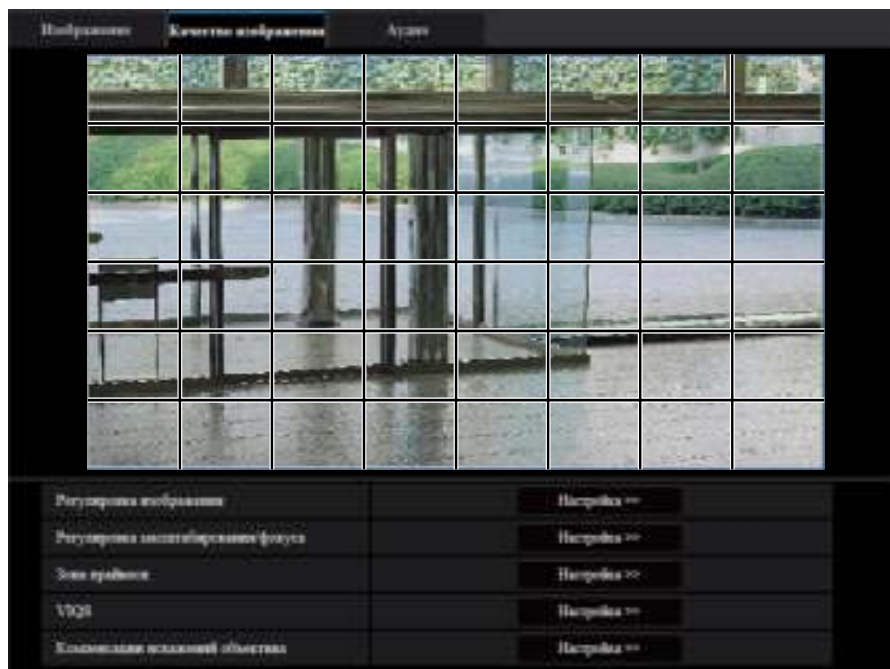 Изображение Качество изображения Аудио
Регулировка изображения Настройка >>
Регулировка масштабирования/фокуса Настройка >>
Зона прайвеси Настройка >>
VIQS Настройка >>
Компенсация искажений объектива Настройка >>